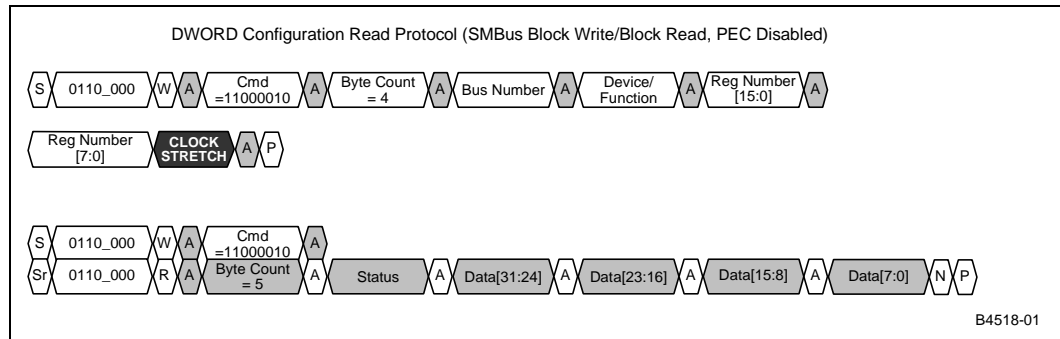 DWORD Configuration Read Protocol (SMBus Block Write/Block Read, PEC Disabled)
S 0110_000 W A Cmd =11000010 A Byte Count = 4 A Bus Number A Device/ Function A Reg Number [15:0] A
Reg Number [7:0] CLOCK STRETCH A P
S 0110_000 W A Cmd =11000010 A
Sr 0110_000 R A Byte Count = 5 A Status A Data[31:24] A Data[23:16] A Data[15:8] A Data[7:0] N P
B4518-01